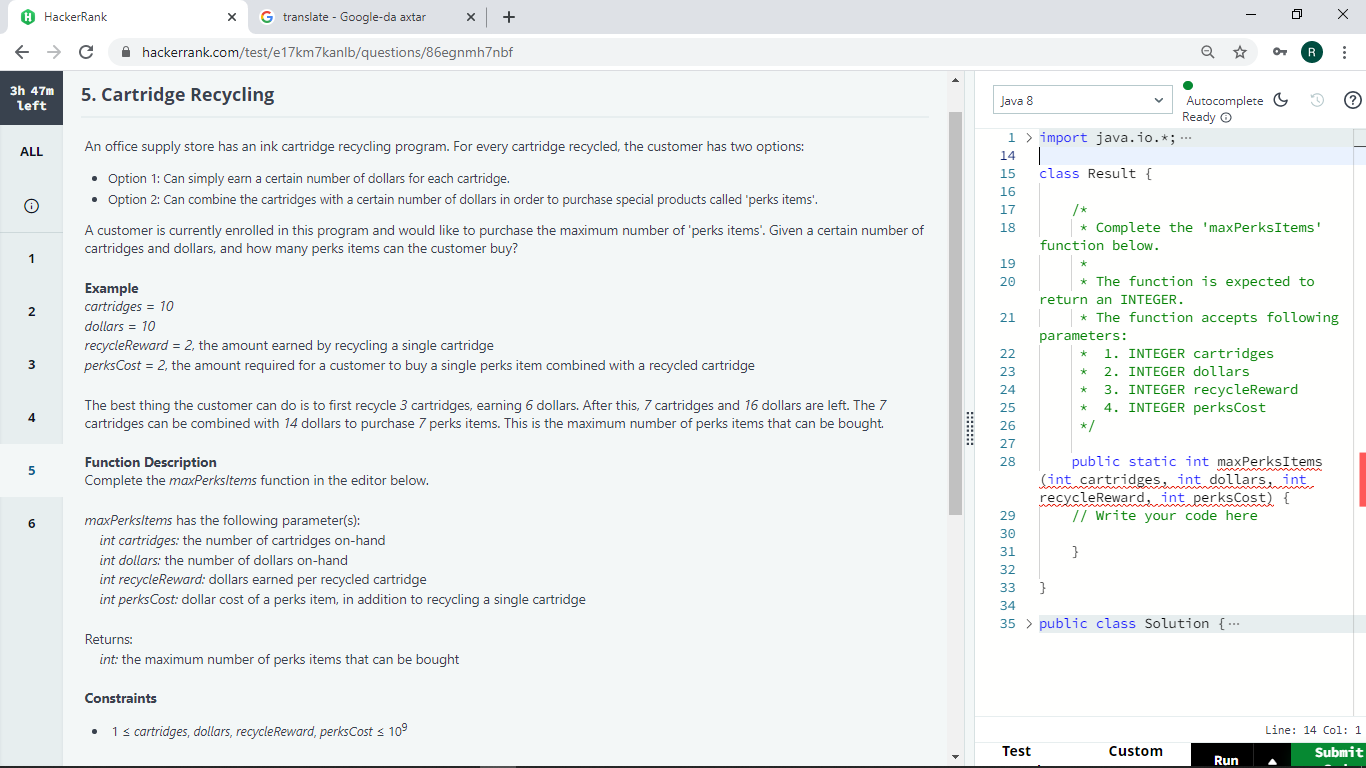 HackerRank
translate - Google-da axtar
hackerrank.com/test/e17km7kanlb/questions/86egnmh7nbf
R
3h 47m
left
ALL
1
2
3
4
5
6
5. Cartridge Recycling
An office supply store has an ink cartridge recycling program. For every cartridge recycled, the customer has two options:
• Option 1: Can simply earn a certain number of dollars for each cartridge.
• Option 2: Can combine the cartridges with a certain number of dollars in order to purchase special products called 'perks items'.
A customer is currently enrolled in this program and would like to purchase the maximum number of 'perks items'. Given a certain number of
cartridges and dollars, and how many perks items can the customer buy?
Example
cartridges = 10
dollars = 10
recycleReward = 2, the amount earned by recycling a single cartridge
perksCost = 2, the amount required for a customer to buy a single perks item combined with a recycled cartridge
The best thing the customer can do is to first recycle 3 cartridges, earning 6 dollars. After this, 7 cartridges and 16 dollars are left. The 7
cartridges can be combined with 14 dollars to purchase 7 perks items. This is the maximum number of perks items that can be bought.
Function Description
Complete the maxPerksItems function in the editor below.
maxPerksItems has the following parameter(s):
int cartridges: the number of cartridges on-hand
int dollars: the number of dollars on-hand
int recycleReward: dollars earned per recycled cartridge
int perksCost: dollar cost of a perks item, in addition to recycling a single cartridge
Returns:
int: the maximum number of perks items that can be bought
Constraints
• 1 ≤ cartridges, dollars, recycleReward, perksCost ≤ 10⁹
Java 8
Autocomplete
Ready
1 > import java.io.*; ···
14
15 class Result {
16
17 /*
18 * Complete the 'maxPerksItems'
function below.
19 *
20 * The function is expected to
return an INTEGER.
21 * The function accepts following
parameters:
22 * 1. INTEGER cartridges
23 * 2. INTEGER dollars
24 * 3. INTEGER recycleReward
25 * 4. INTEGER perksCost
26 */
27
28 public static int maxPerksItems
(int cartridges, int dollars, int
recycleReward, int perksCost) {
29 // Write your code here
30
31 }
32
33 }
34
35 > public class Solution { ···
Line: 14 Col: 1
Test
Custom
Run
Submit